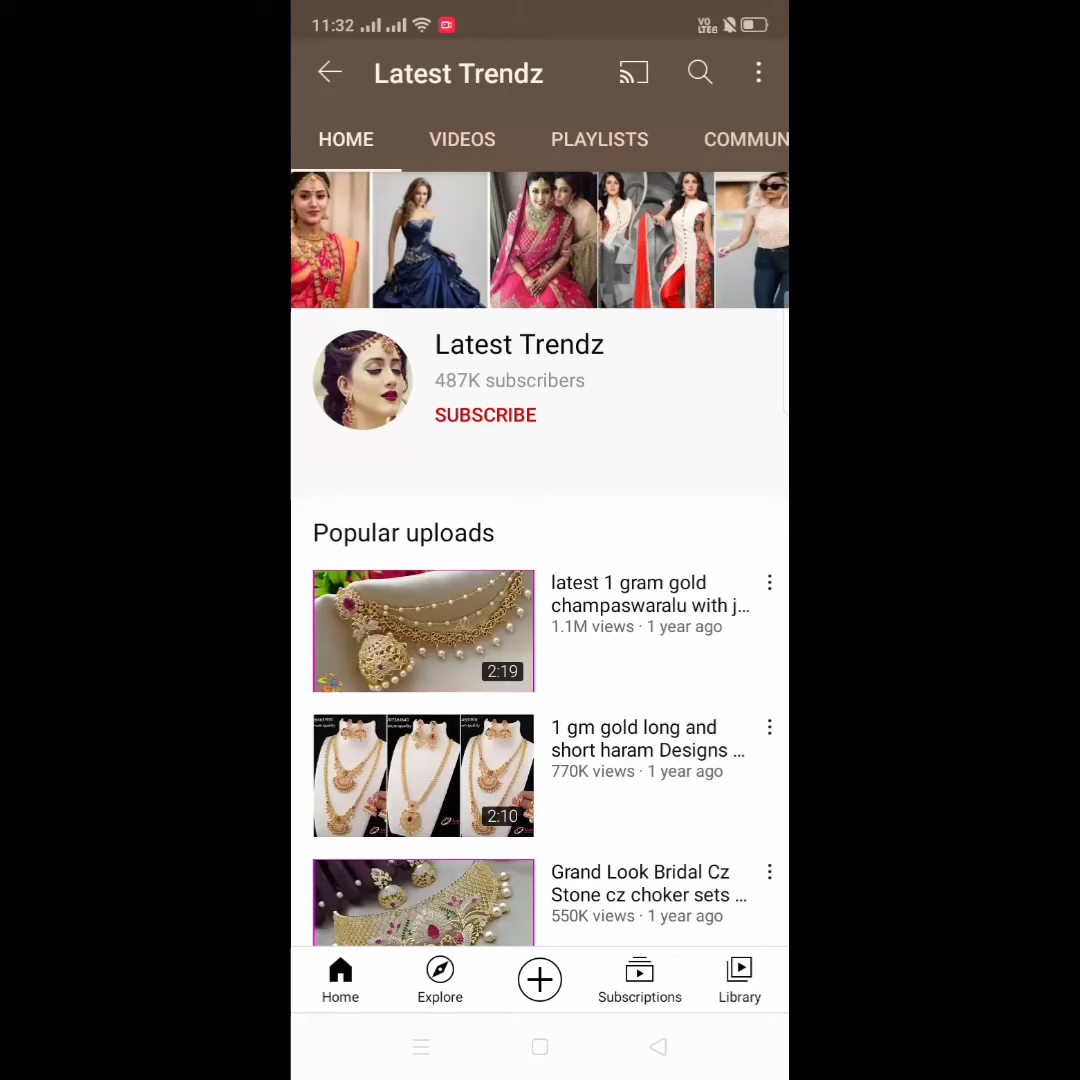 11:32
VO
LTE
Latest Trendz
HOME VIDEOS PLAYLISTS COMMUN
Latest Trendz
487K subscribers
SUBSCRIBE
Popular uploads
latest 1 gram gold
champaswaralu with j...
1.1M views · 1 year ago
2:19
1 gm gold long and
short haram Designs ...
770K views · 1 year ago
2:10
Grand Look Bridal Cz
Stone cz choker sets ...
550K views · 1 year ago
Home Explore Subscriptions Library